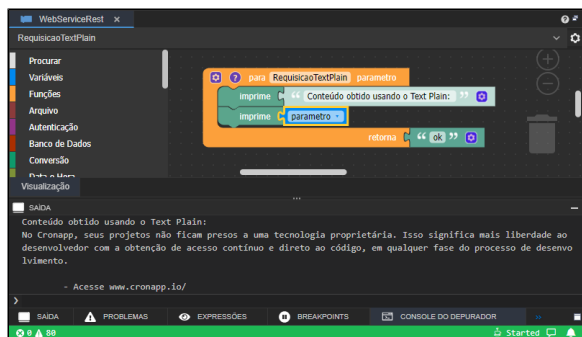 WebServiceRest ×
RequisicaoTextPlain
Procurar
Variáveis
Funções
Arquivo
Autenticação
Banco de Dados
Conversão
Data e Hora
? para RequisicaoTextPlain parametro
imprime “ Conteúdo obtido usando o Text Plain: ”
imprime parametro
retorna “ ok ”
Visualização
SAÍDA
Conteúdo obtido usando o Text Plain:
No Cronapp, seus projetos não ficam presos a uma tecnologia proprietária. Isso significa mais liberdade ao
desenvolvedor com a obtenção de acesso contínuo e direto ao código, em qualquer fase do processo de desenvo
lvimento.
- Acesse www.cronapp.io/
>
SAÍDA PROBLEMAS EXPRESSÕES BREAKPOINTS CONSOLE DO DEPURADOR »
0 80 Started